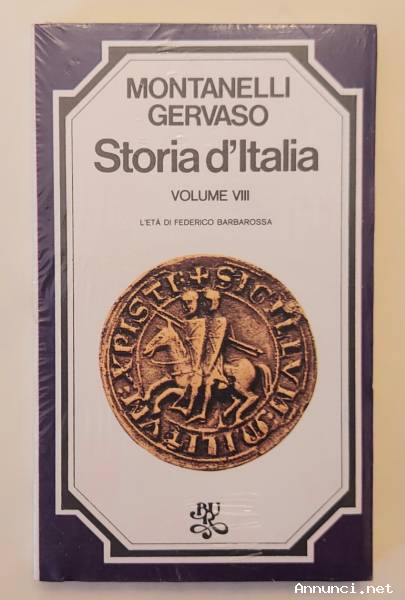 MONTANELLI
GERVASO
Storia d'Italia
VOLUME VIII
L'ETÀ DI FEDERICO BARBAROSSA
✠SIGILLVM:MILITVM:XPISTI:
BUR
Annunci.net